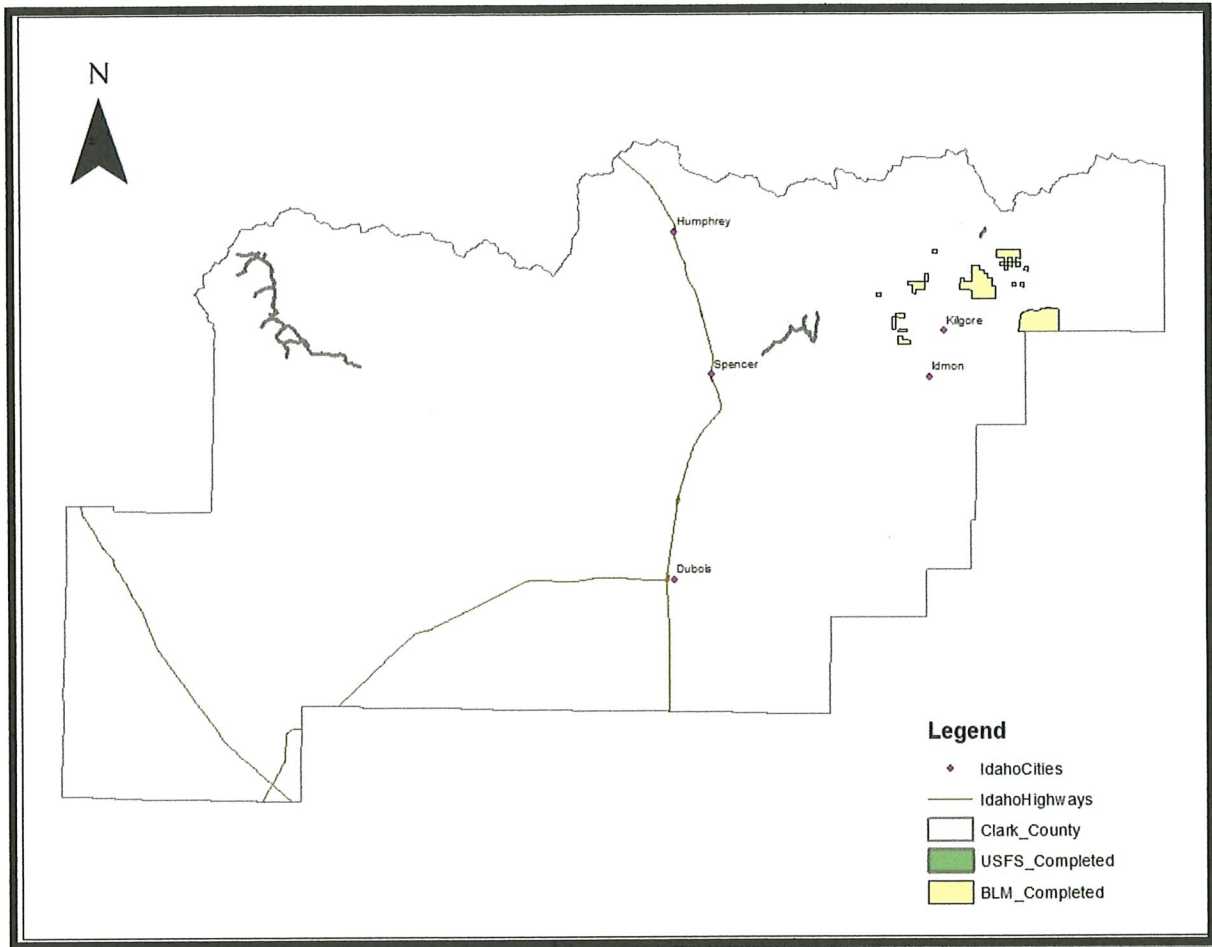 N
Humphrey
Kilgore
Spencer
Idmon
Dubois
Legend
IdahoCities
IdahoHighways
Clark_County
USFS_Completed
BLM_Completed